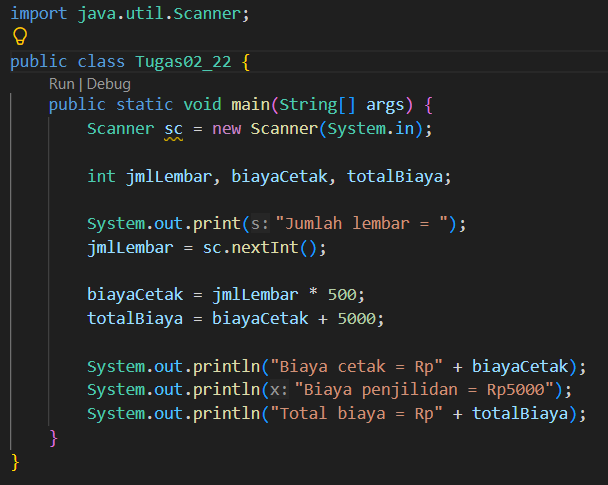 import java.util.Scanner;
public class Tugas02_22 {
Run | Debug
public static void main(String[] args) {
Scanner sc = new Scanner(System.in);
int jmlLembar, biayaCetak, totalBiaya;
System.out.print(s: "Jumlah lembar = ");
jmlLembar = sc.nextInt();
biayaCetak = jmlLembar * 500;
totalBiaya = biayaCetak + 5000;
System.out.println("Biaya cetak = Rp" + biayaCetak);
System.out.println(x: "Biaya penjilidan = Rp5000");
System.out.println("Total biaya = Rp" + totalBiaya);
}
}